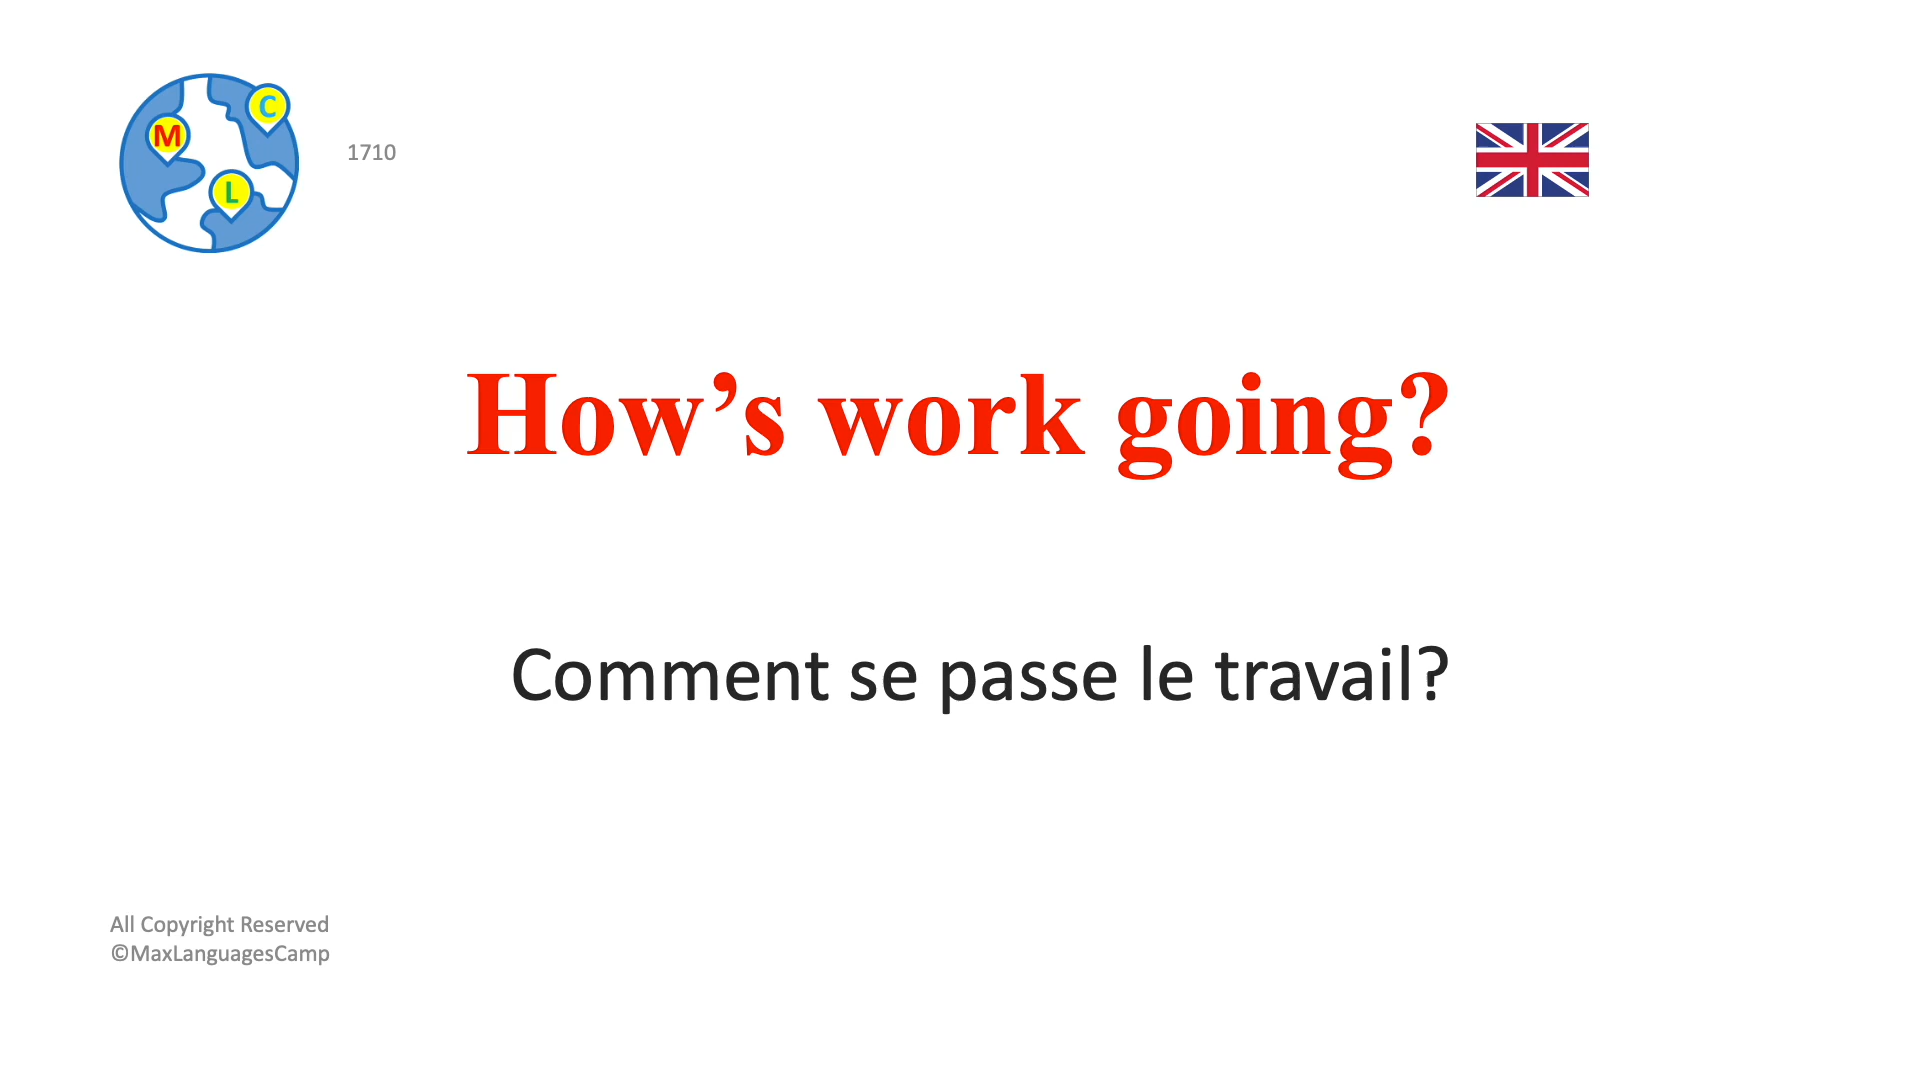 M
C
L
1710
How’s work going?
Comment se passe le travail?
All Copyright Reserved
©MaxLanguagesCamp